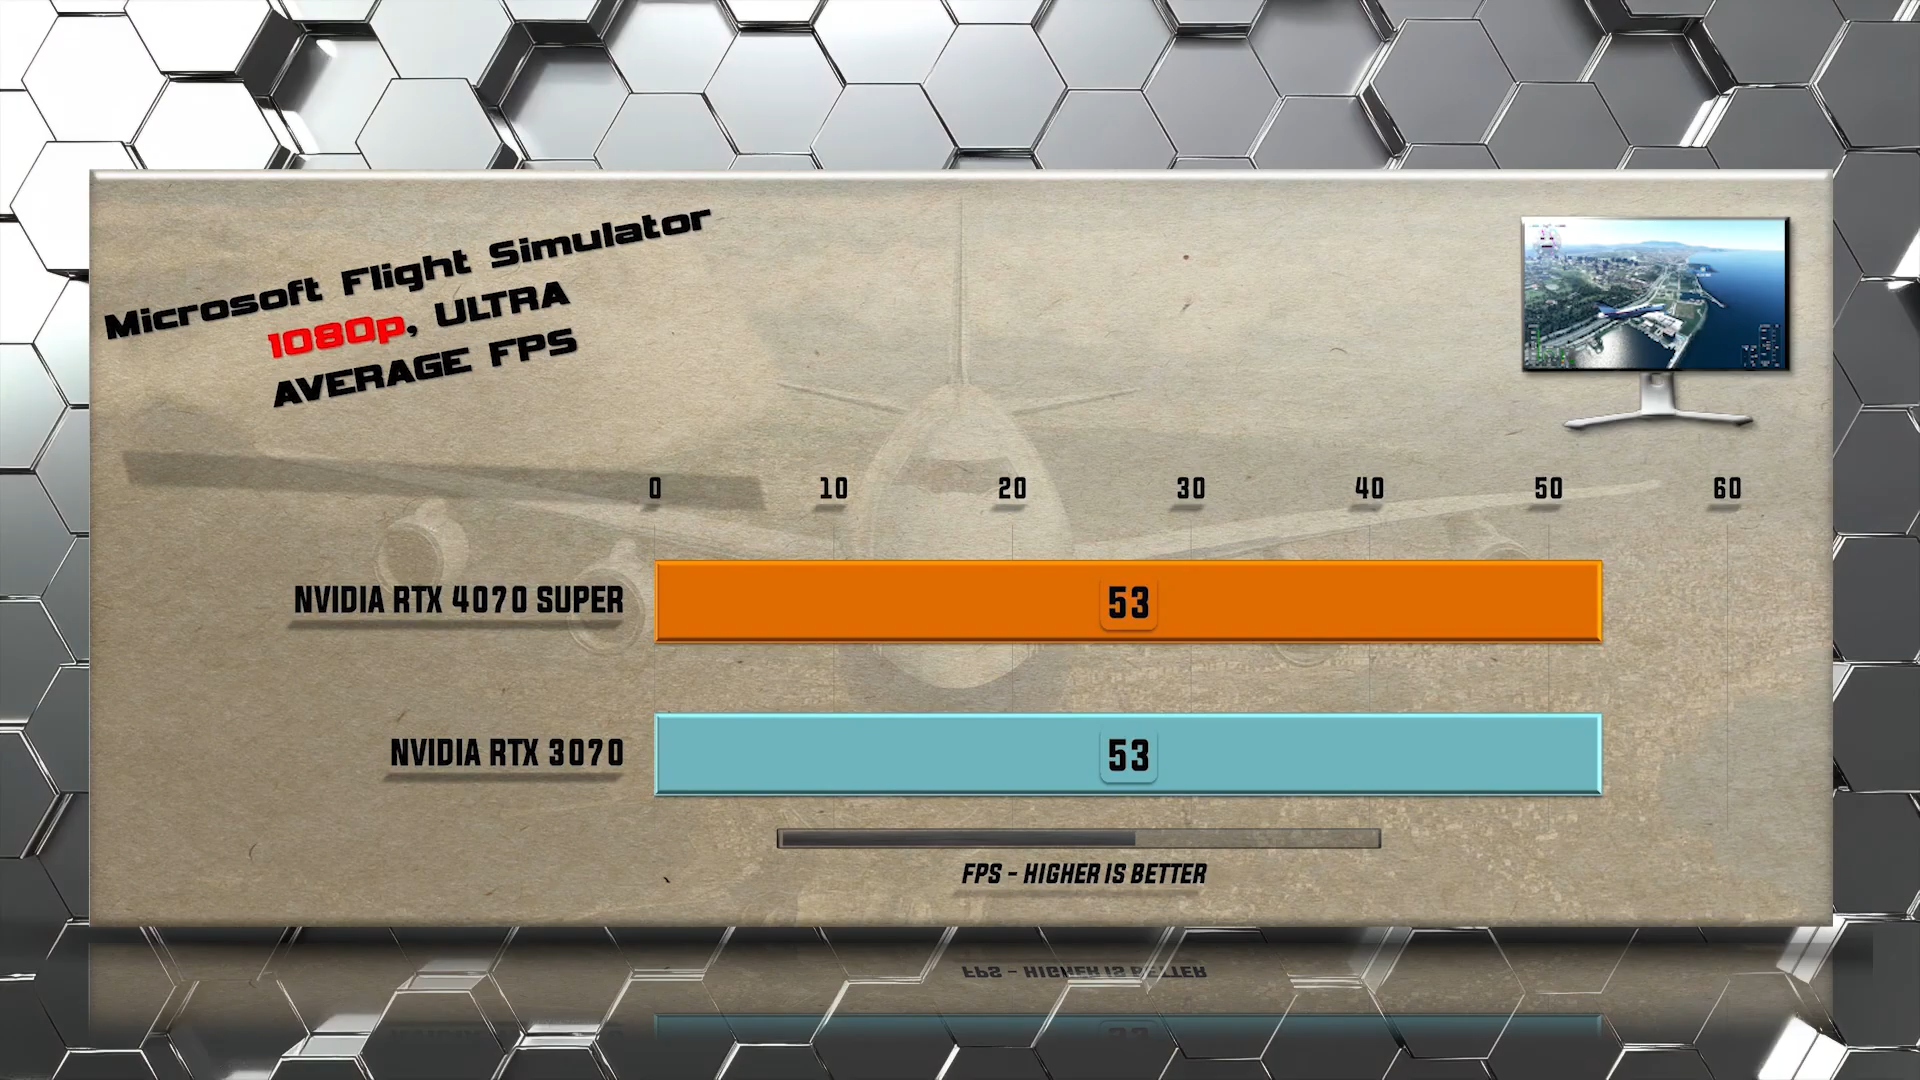 Microsoft Flight Simulator
1080p, ULTRA
AVERAGE FPS
0 10 20 30 40 50 60
NVIDIA RTX 4070 SUPER
53
NVIDIA RTX 3070
53
FPS - HIGHER IS BETTER